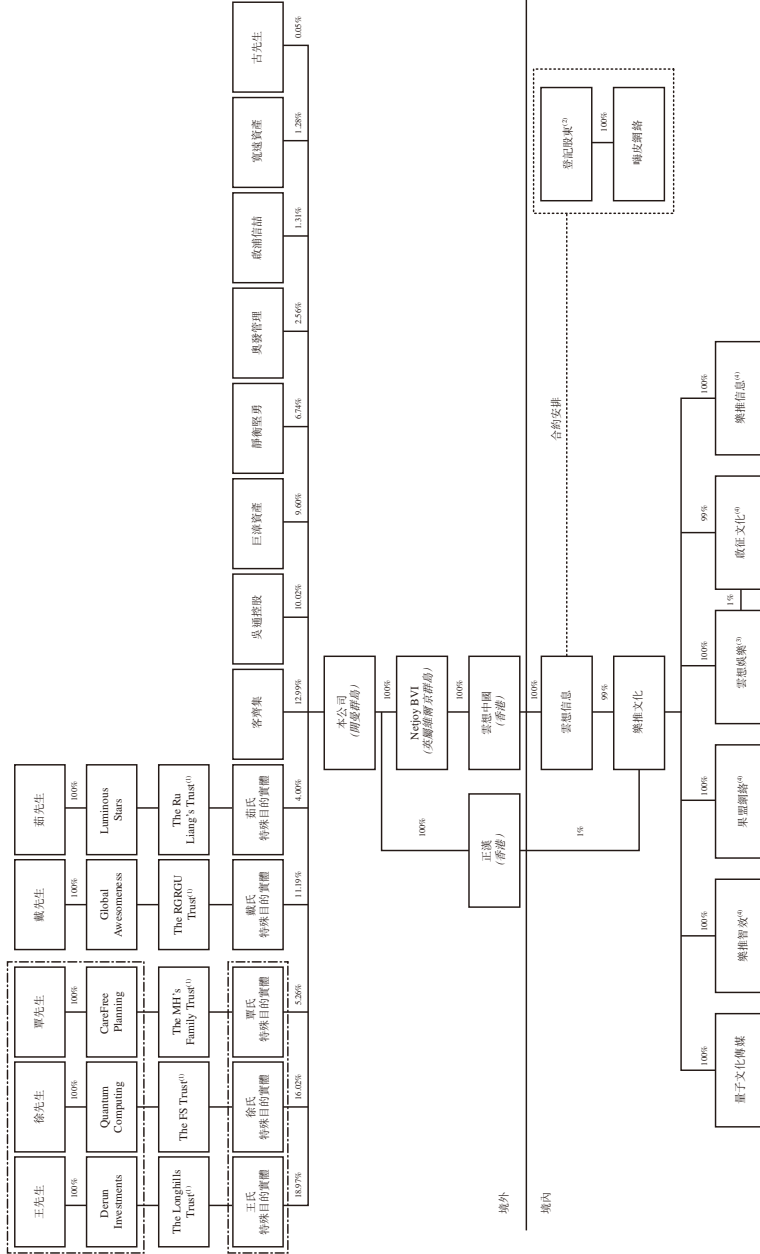 王先生
徐先生
覃先生
戴先生
茹先生
100%
100%
100%
100%
100%
Derun
Investments
Quantum
Computing
CareFree
Planning
Global
Awesomeness
Luminous
Stars
The Longhills
Trust(1)
The FS Trust(1)
The MH's
Family Trust(1)
The RGRGU
Trust(1)
The Ru
Liang's Trust(1)
王氏
特殊目的實體
徐氏
特殊目的實體
覃氏
特殊目的實體
戴氏
特殊目的實體
茹氏
特殊目的實體
客齊集
吳通控股
巨漳資產
靜衡堅勇
奧發管理
啟浦信喆
寬遠資產
古先生
18.97%
16.02%
5.26%
11.19%
4.00%
12.99%
10.02%
9.60%
6.74%
2.56%
1.31%
1.28%
0.05%
本公司
(開曼群島)
100%
100%
Netjoy BVI
(英屬維爾京群島)
100%
正漢
(香港)
雲想中國
(香港)
境外
境內
1%
100%
雲想信息
合約安排
登記股東(2)
100%
嗨皮網絡
99%
樂推文化
100%
100%
100%
100%
99%
100%
1%
量子文化傳媒
樂推智效(4)
果盟網絡(4)
雲想娛樂(3)
啟征文化(4)
樂推信息(4)